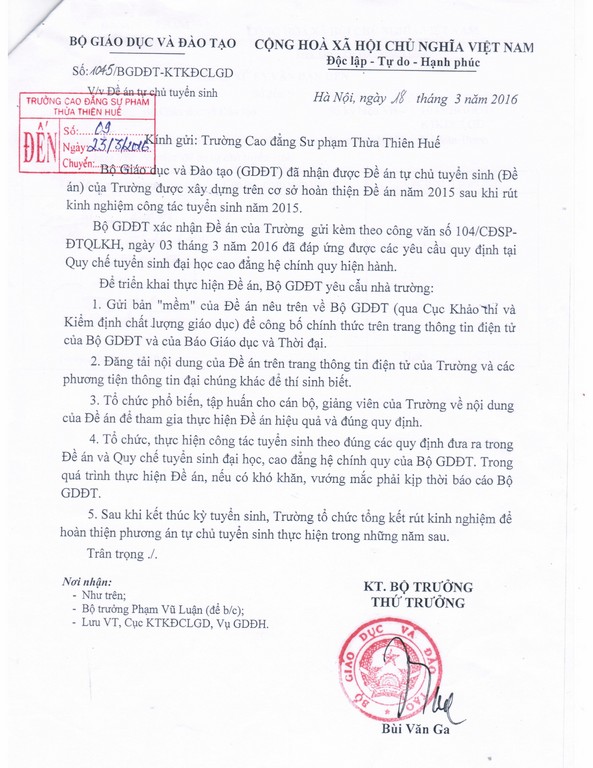 BỘ GIÁO DỤC VÀ ĐÀO TẠO
CỘNG HOÀ XÃ HỘI CHỦ NGHĨA VIỆT NAM
Độc lập - Tự do - Hạnh phúc
Số: 1045/BGDĐT-KTKĐCLGD
V/v Đề án tự chủ tuyển sinh
Hà Nội, ngày 18 tháng 3 năm 2016
TRƯỜNG CAO ĐẲNG SƯ PHẠM
THỪA THIÊN HUẾ
ĐẾN
Số: 09
Ngày: 23/3/2016
Chuyển:
Kính gửi: Trường Cao đẳng Sư phạm Thừa Thiên Huế
Bộ Giáo dục và Đào tạo (GDĐT) đã nhận được Đề án tự chủ tuyển sinh (Đề
án) của Trường được xây dựng trên cơ sở hoàn thiện Đề án năm 2015 sau khi rút
kinh nghiệm công tác tuyển sinh năm 2015.
Bộ GDĐT xác nhận Đề án của Trường gửi kèm theo công văn số 104/CĐSP-
ĐTQLKH, ngày 03 tháng 3 năm 2016 đã đáp ứng được các yêu cầu quy định tại
Quy chế tuyển sinh đại học cao đẳng hệ chính quy hiện hành.
Để triển khai thực hiện Đề án, Bộ GDĐT yêu cầu nhà trường:
1. Gửi bản "mềm" của Đề án nêu trên về Bộ GDĐT (qua Cục Khảo thí và
Kiểm định chất lượng giáo dục) để công bố chính thức trên trang thông tin điện tử
của Bộ GDĐT và của Báo Giáo dục và Thời đại.
2. Đăng tải nội dung của Đề án trên trang thông tin điện tử của Trường và các
phương tiện thông tin đại chúng khác để thí sinh biết.
3. Tổ chức phổ biến, tập huấn cho cán bộ, giảng viên của Trường về nội dung
của Đề án để tham gia thực hiện Đề án hiệu quả và đúng quy định.
4. Tổ chức, thực hiện công tác tuyển sinh theo đúng các quy định đưa ra trong
Đề án và Quy chế tuyển sinh đại học, cao đẳng hệ chính quy của Bộ GDĐT. Trong
quá trình thực hiện Đề án, nếu có khó khăn, vướng mắc phải kịp thời báo cáo Bộ
GDĐT.
5. Sau khi kết thúc kỳ tuyển sinh, Trường tổ chức tổng kết rút kinh nghiệm để
hoàn thiện phương án tự chủ tuyển sinh thực hiện trong những năm sau.
Trân trọng ./.
Nơi nhận:
- Như trên;
- Bộ trưởng Phạm Vũ Luận (để b/c);
- Lưu VT, Cục KTKĐCLGD, Vụ GDĐH.
KT. BỘ TRƯỞNG
THỨ TRƯỞNG
BỘ GIÁO DỤC VÀ ĐÀO TẠO
Bùi Văn Ga